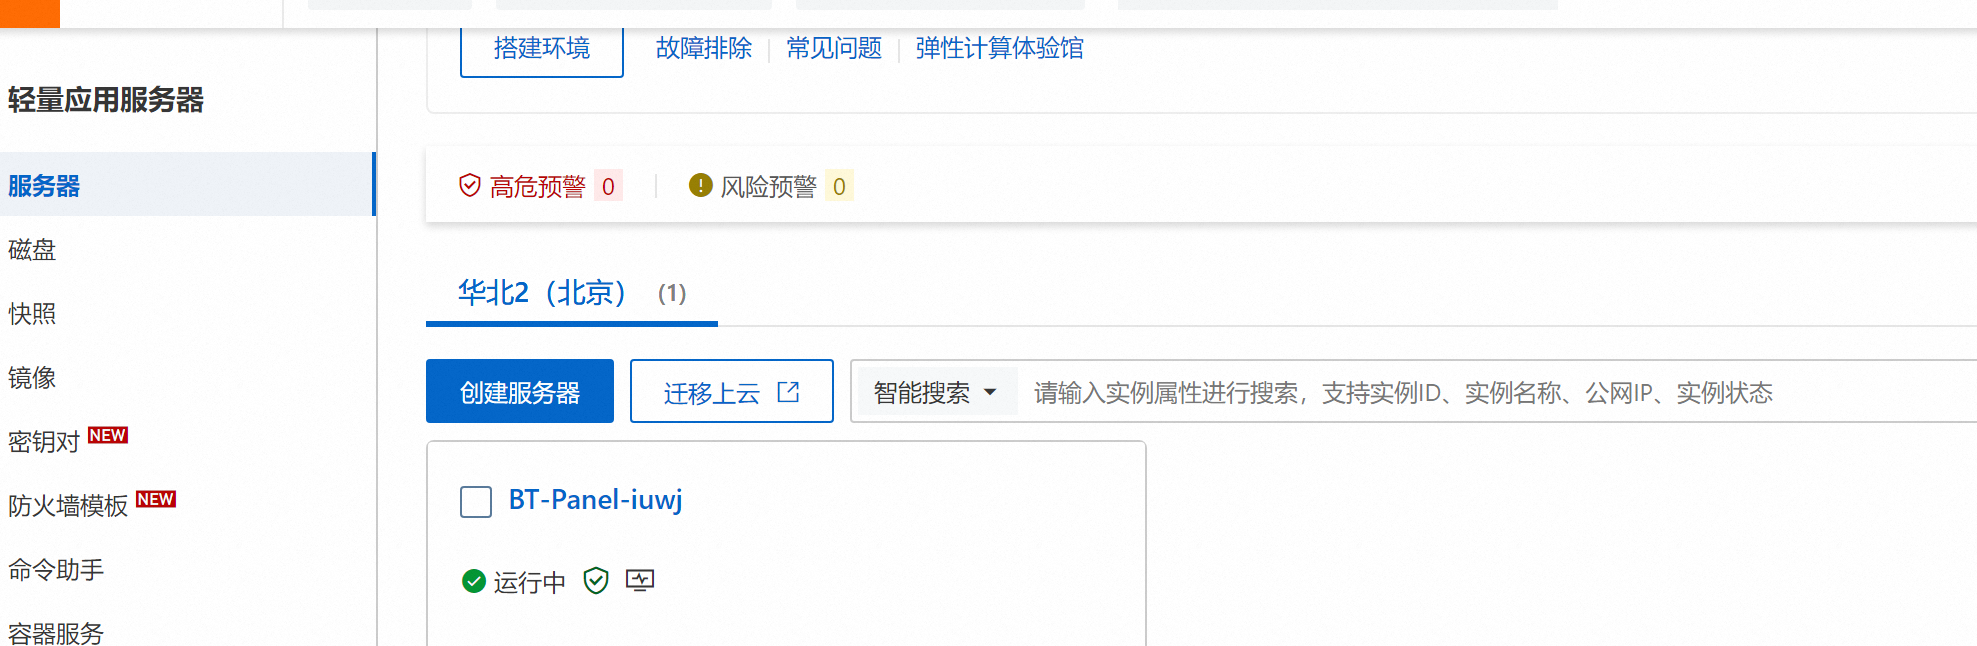 搭建环境 故障排除 常见问题 弹性计算体验馆
轻量应用服务器
服务器
磁盘
快照
镜像
密钥对 NEW
防火墙模板 NEW
命令助手
容器服务
高危预警 0 风险预警 0
华北2（北京） (1)
创建服务器 迁移上云 智能搜索 请输入实例属性进行搜索，支持实例ID、实例名称、公网IP、实例状态
BT-Panel-iuwj
运行中